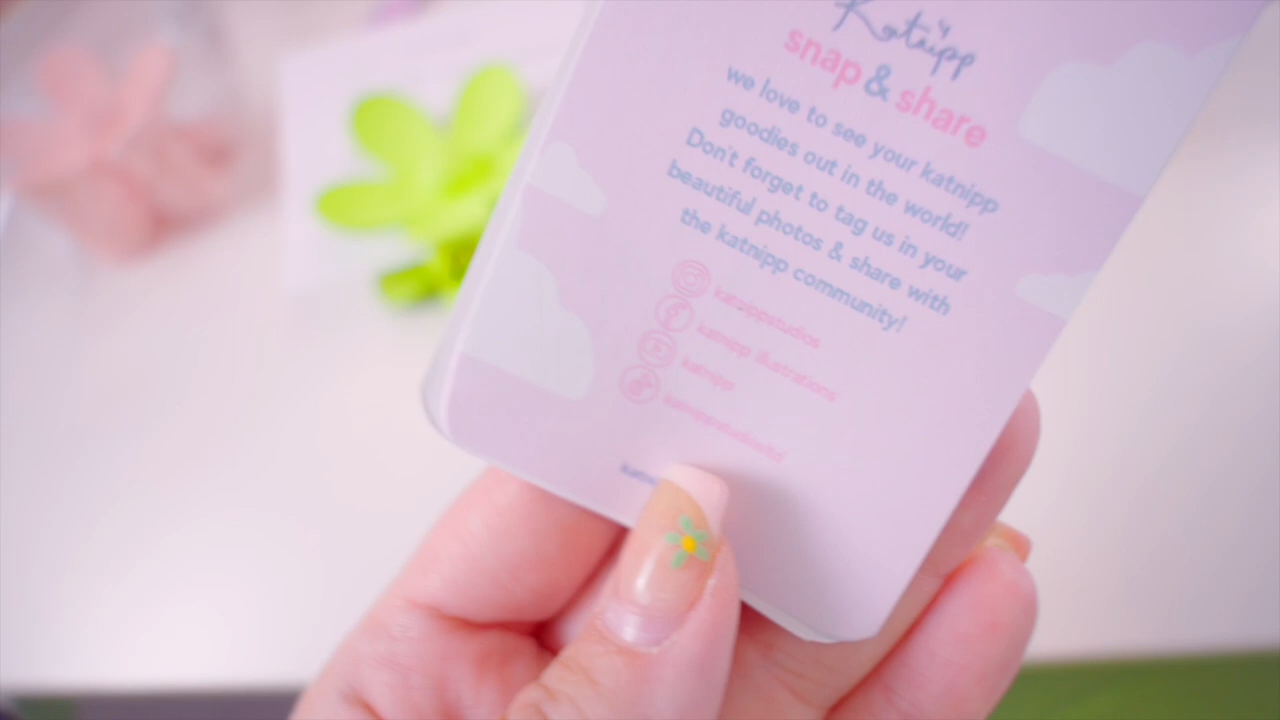 Katnipp
snap & share
we love to see your katnipp
goodies out in the world!
Don't forget to tag us in your
beautiful photos & share with
the katnipp community!
katnippstudios
katnipp illustrations
katnipp